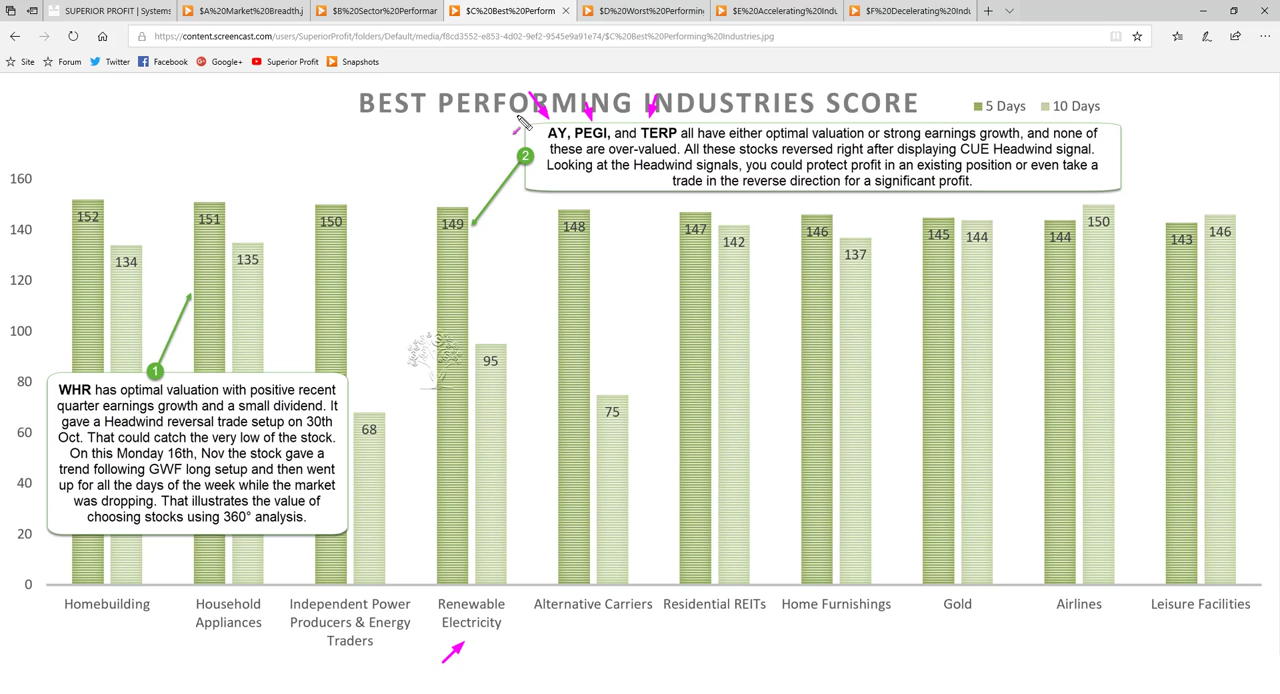 SUPERIOR PROFIT | Systems
$A%20Market%20Breadth.j
$B%20Sector%20Performar
$C%20Best%20Perform
$D%20Worst%20Performing
$E%20Accelerating%20Indu
$F%20Decelerating%20Indu
https://content.screencast.com/users/SuperiorProfit/folders/Default/media/f8cd3552-e853-4d02-9ef2-9545e9a91e74/$C%20Best%20Performing%20Industries.jpg
Site Forum Twitter Facebook Google+ Superior Profit Snapshots
BEST PERFORMING INDUSTRIES SCORE
5 Days 10 Days
AY, PEGI, and TERP all have either optimal valuation or strong earnings growth, and none of
these are over-valued. All these stocks reversed right after displaying CUE Headwind signal.
Looking at the Headwind signals, you could protect profit in an existing position or even take a
trade in the reverse direction for a significant profit.
2
160
140
120
100
80
60
40
20
0
152 134
151 135
150 68
149 95
148 75
147 142
146 137
145 144
144 150
143 146
1
WHR has optimal valuation with positive recent
quarter earnings growth and a small dividend. It
gave a Headwind reversal trade setup on 30th
Oct. That could catch the very low of the stock.
On this Monday 16th, Nov the stock gave a
trend following GWF long setup and then went
up for all the days of the week while the market
was dropping. That illustrates the value of
choosing stocks using 360° analysis.
Homebuilding
Household
Appliances
Independent Power
Producers & Energy
Traders
Renewable
Electricity
Alternative Carriers
Residential REITs
Home Furnishings
Gold
Airlines
Leisure Facilities